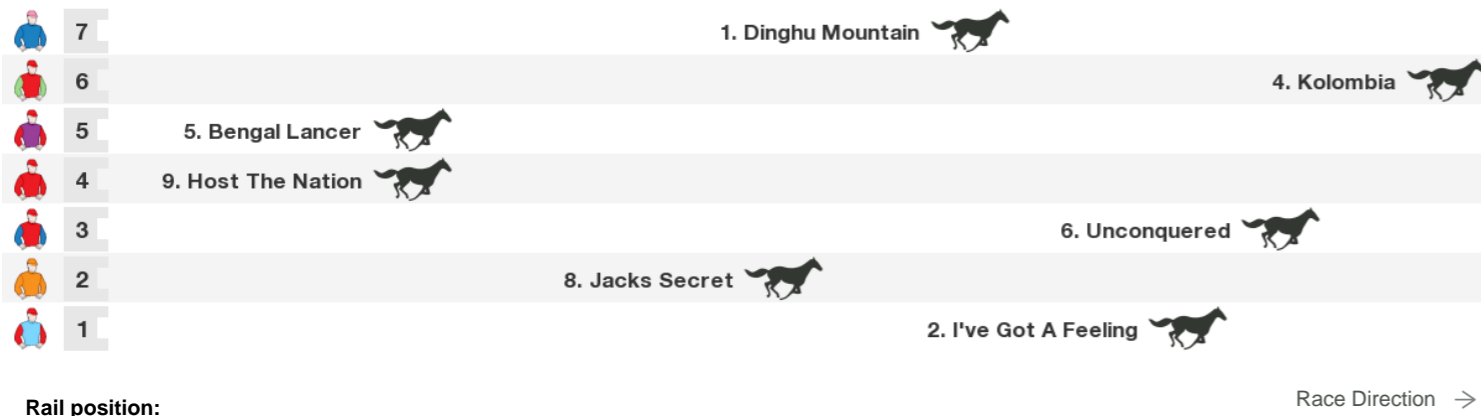 7 1. Dinghu Mountain
6 4. Kolombia
5 5. Bengal Lancer
4 9. Host The Nation
3 6. Unconquered
2 8. Jacks Secret
1 2. I've Got A Feeling
Race Direction →
Rail position: